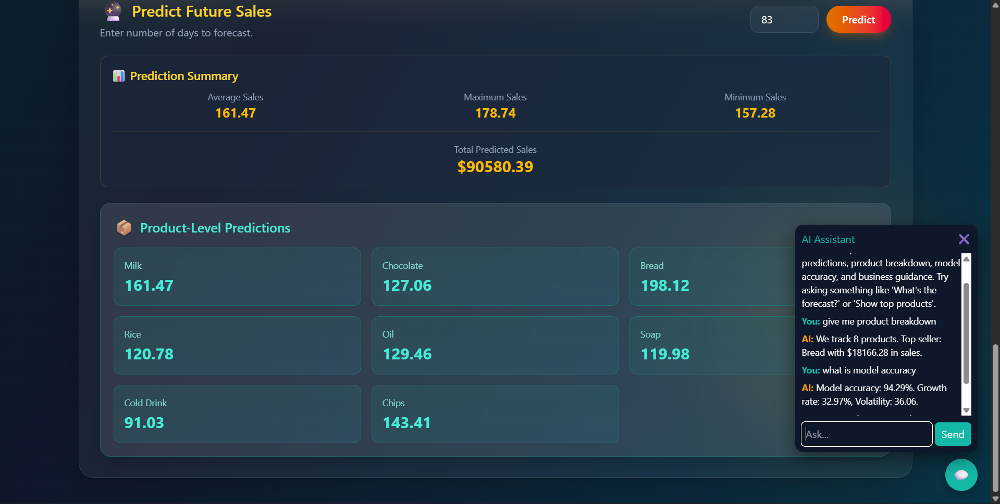 Predict Future Sales
Enter number of days to forecast.
83
Predict
Prediction Summary
Average Sales
161.47
Maximum Sales
178.74
Minimum Sales
157.28
Total Predicted Sales
$90580.39
Product-Level Predictions
Milk
161.47
Chocolate
127.06
Bread
198.12
Rice
120.78
Oil
129.46
Soap
119.98
Cold Drink
91.03
Chips
143.41
AI Assistant
predictions, product breakdown, model
accuracy, and business guidance. Try
asking something like 'What's the
forecast?' or 'Show top products'.
You: give me product breakdown
AI: We track 8 products. Top seller:
Bread with $18166.28 in sales.
You: what is model accuracy
AI: Model accuracy: 94.29%. Growth
rate: 32.97%, Volatility: 36.06.
Ask...
Send